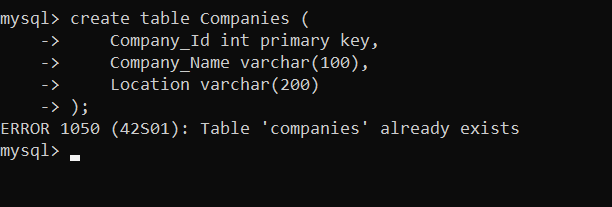 mysql> create table Companies (
    ->     Company_Id int primary key,
    ->     Company_Name varchar(100),
    ->     Location varchar(200)
    -> );
ERROR 1050 (42S01): Table 'companies' already exists
mysql>